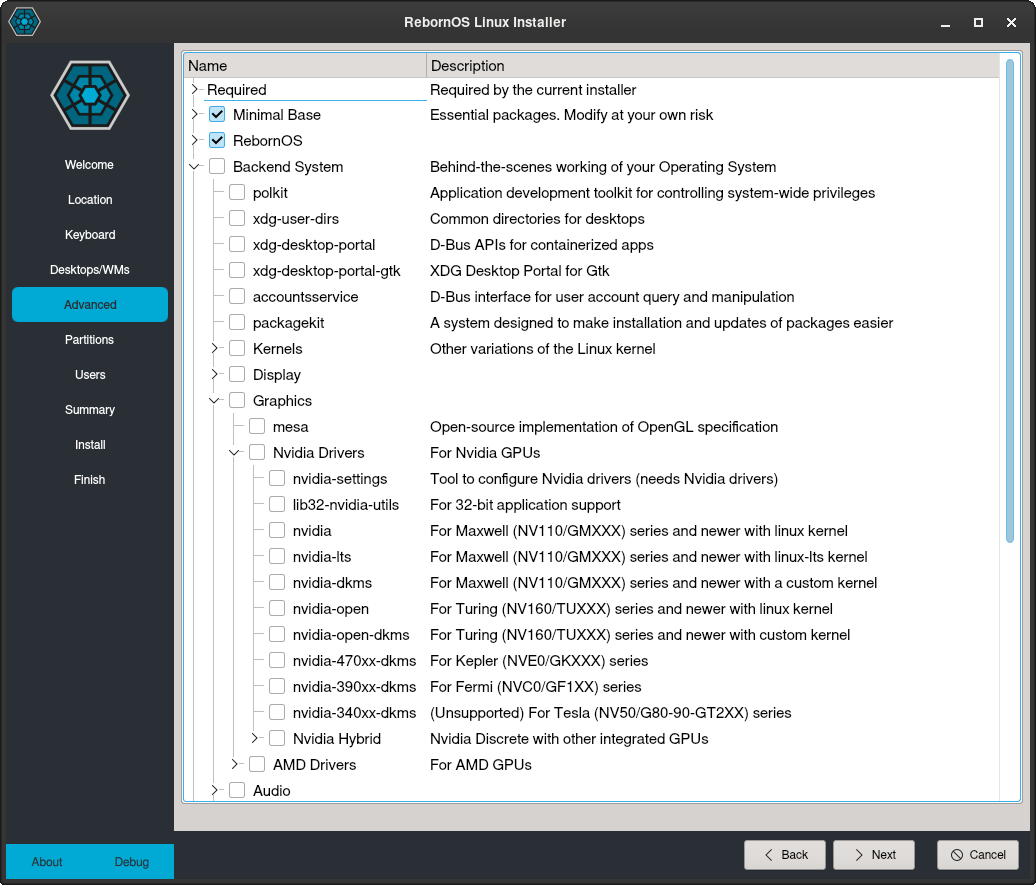 RebornOS Linux Installer
Welcome
Location
Keyboard
Desktops/WMs
Advanced
Partitions
Users
Summary
Install
Finish
About Debug
Name Description
Required Required by the current installer
Minimal Base Essential packages. Modify at your own risk
RebornOS
Backend System Behind-the-scenes working of your Operating System
polkit Application development toolkit for controlling system-wide privileges
xdg-user-dirs Common directories for desktops
xdg-desktop-portal D-Bus APIs for containerized apps
xdg-desktop-portal-gtk XDG Desktop Portal for Gtk
accountsservice D-Bus interface for user account query and manipulation
packagekit A system designed to make installation and updates of packages easier
Kernels Other variations of the Linux kernel
Display
Graphics
mesa Open-source implementation of OpenGL specification
Nvidia Drivers For Nvidia GPUs
nvidia-settings Tool to configure Nvidia drivers (needs Nvidia drivers)
lib32-nvidia-utils For 32-bit application support
nvidia For Maxwell (NV110/GMXXX) series and newer with linux kernel
nvidia-lts For Maxwell (NV110/GMXXX) series and newer with linux-lts kernel
nvidia-dkms For Maxwell (NV110/GMXXX) series and newer with a custom kernel
nvidia-open For Turing (NV160/TUXXX) series and newer with linux kernel
nvidia-open-dkms For Turing (NV160/TUXXX) series and newer with custom kernel
nvidia-470xx-dkms For Kepler (NVE0/GKXXX) series
nvidia-390xx-dkms For Fermi (NVC0/GF1XX) series
nvidia-340xx-dkms (Unsupported) For Tesla (NV50/G80-90-GT2XX) series
Nvidia Hybrid Nvidia Discrete with other integrated GPUs
AMD Drivers For AMD GPUs
Audio
Back Next Cancel